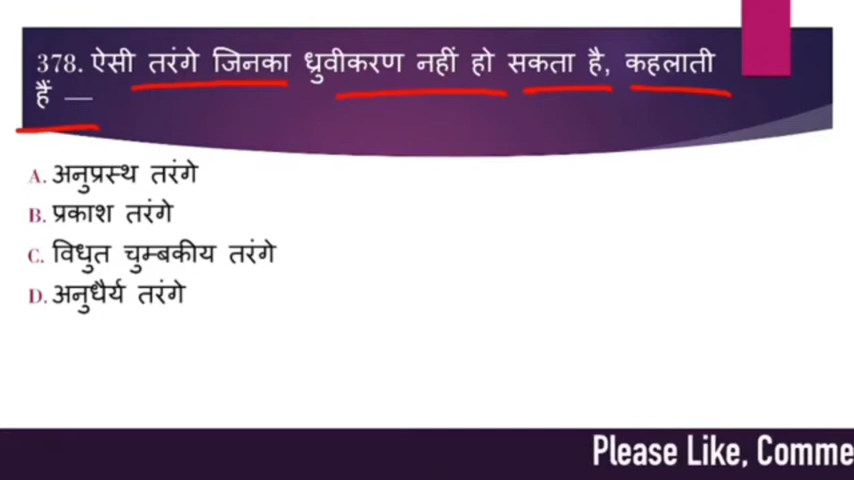 378. ऐसी तरंगे जिनका ध्रुवीकरण नहीं हो सकता है, कहलाती
हैं —
A. अनुप्रस्थ तरंगे
B. प्रकाश तरंगे
C. विधुत चुम्बकीय तरंगे
D. अनुधैर्य तरंगे
Please Like, Comme